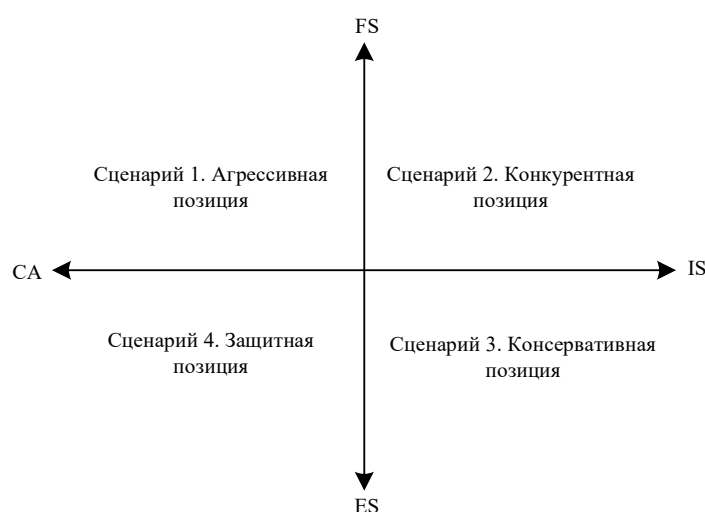 FS
Сценарий 1. Агрессивная
позиция
Сценарий 2. Конкурентная
позиция
CA
IS
Сценарий 4. Защитная
позиция
Сценарий 3. Консервативная
позиция
ES